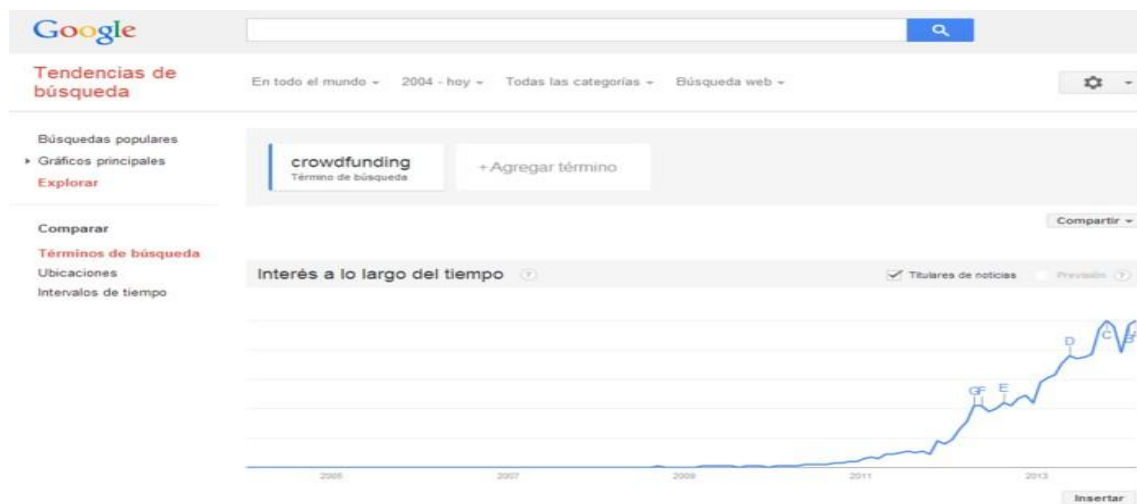 Google
Tendencias de
búsqueda
En todo el mundo
2004 - hoy
Todas las categorías
Búsqueda web
Búsquedas populares
Gráficos principales
Explorar
crowdfunding
Término de búsqueda
+Agregar término
Compartir
Comparar
Términos de búsqueda
Ubicaciones
Intervalos de tiempo
Interés a lo largo del tiempo ?
Titulares de noticias
Previsión ?
D
C
B
G F E
2005 2007 2009 2011 2013
Insertar